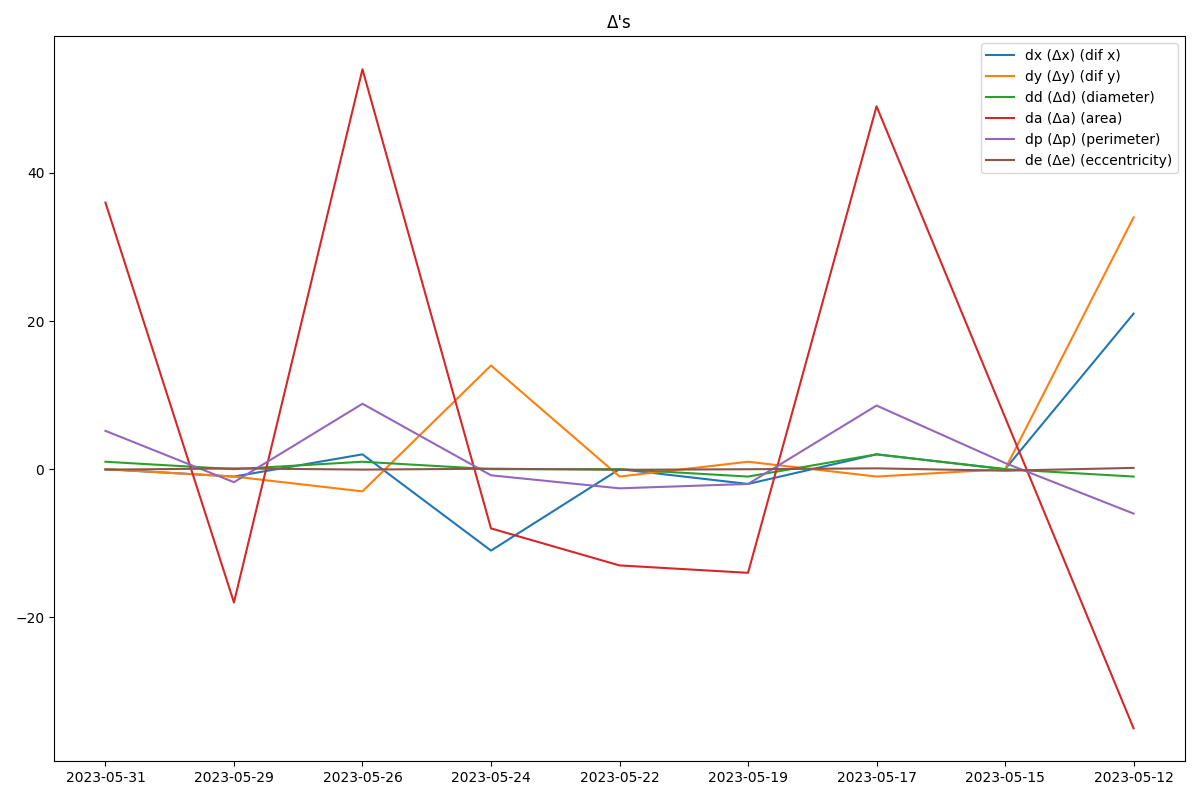 Δ's
dx (Δx) (dif x)
dy (Δy) (dif y)
dd (Δd) (diameter)
da (Δa) (area)
dp (Δp) (perimeter)
de (Δe) (eccentricity)
40
20
0
−20
2023-05-31 2023-05-29 2023-05-26 2023-05-24 2023-05-22 2023-05-19 2023-05-17 2023-05-15 2023-05-12